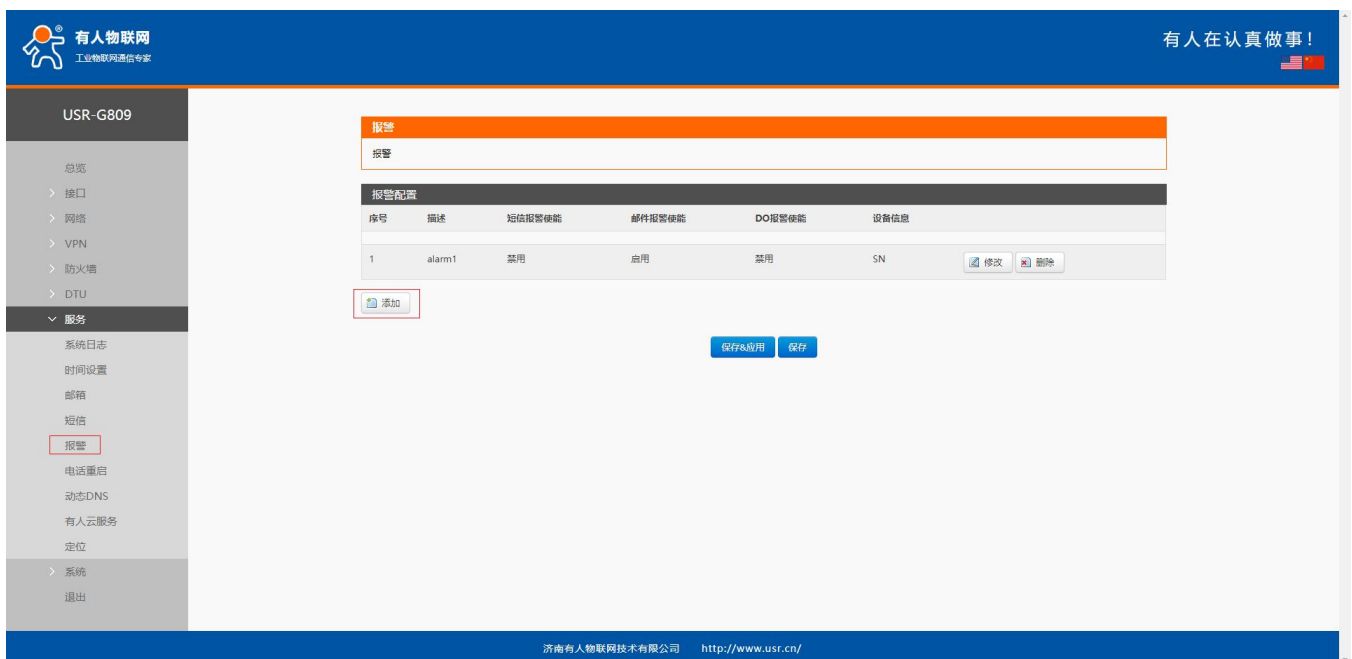 有人物联网
®
工业物联网通信专家
有人在认真做事！
USR-G809
总览
接口
网络
VPN
防火墙
DTU
服务
系统日志
时间设置
邮箱
短信
报警
电话重启
动态DNS
有人云服务
定位
系统
退出
报警
报警
报警配置
序号 描述 短信报警使能 邮件报警使能 DO报警使能 设备信息
1 alarm1 禁用 启用 禁用 SN 修改 删除
添加
保存&应用 保存
济南有人物联网技术有限公司 http://www.usr.cn/